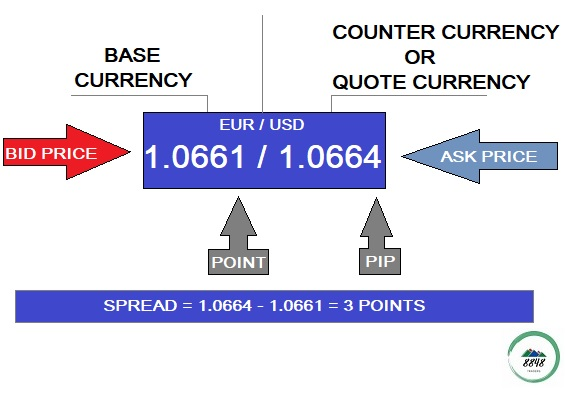 BASE
CURRENCY
COUNTER CURRENCY
OR
QUOTE CURRENCY
EUR / USD
BID PRICE
1.0661 / 1.0664
ASK PRICE
POINT
PIP
SPREAD = 1.0664 - 1.0661 = 3 POINTS
8848